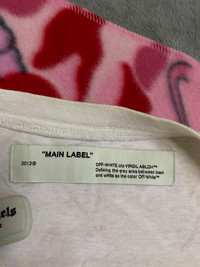 "MAIN LABEL"
2013©
OFF-WHITE c/o VIRGIL ABLOH™
Defining the grey area between black
and white as the color Off-White™
els